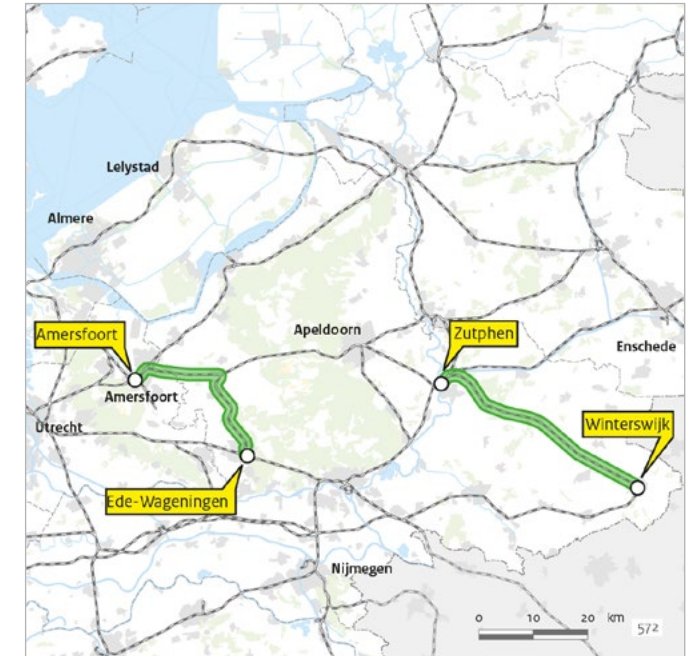 Lelystad
Almere
Amersfoort
Apeldoorn
Zutphen
Enschede
Amersfoort
Utrecht
Winterswijk
Ede-Wageningen
Nijmegen
0 10 20 km
572